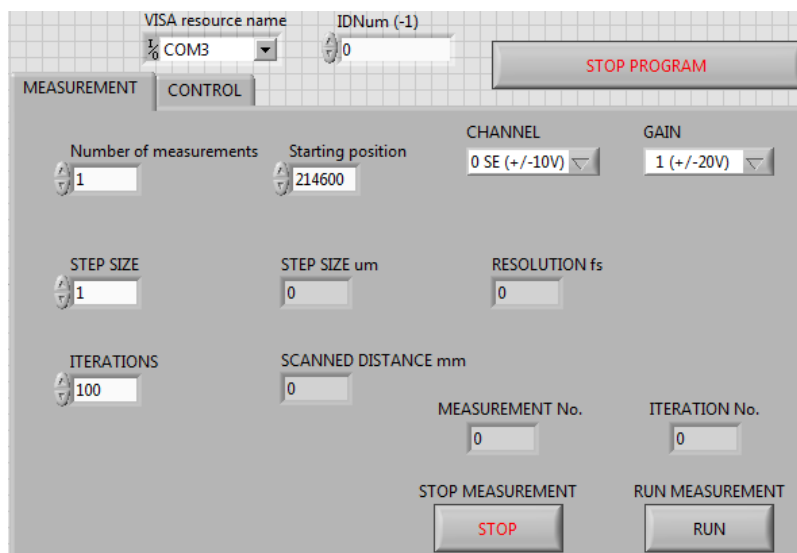 VISA resource name IDNum (-1)
COM3 0
STOP PROGRAM
MEASUREMENT CONTROL
CHANNEL GAIN
Number of measurements Starting position
0 SE (+/-10V) 1 (+/-20V)
1 214600
STEP SIZE STEP SIZE um RESOLUTION fs
1 0 0
ITERATIONS SCANNED DISTANCE mm
100 0
MEASUREMENT No. ITERATION No.
0 0
STOP MEASUREMENT RUN MEASUREMENT
STOP RUN